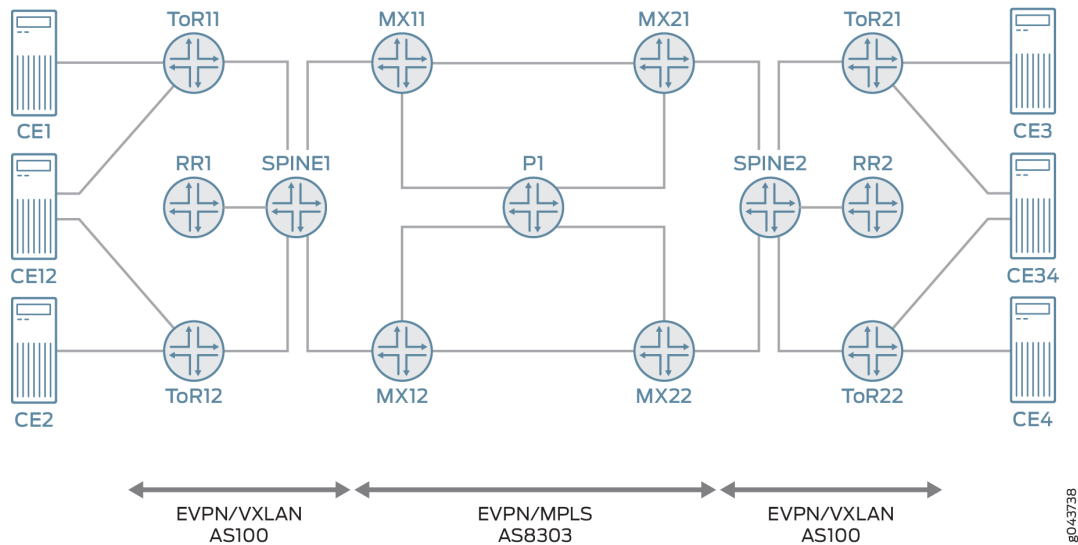 ToR11
MX11
MX21
ToR21
CE1
CE3
RR1
SPINE1
P1
SPINE2
RR2
CE12
CE34
ToR12
MX12
MX22
ToR22
CE2
CE4
EVPN/VXLAN
AS100
EVPN/MPLS
AS8303
EVPN/VXLAN
AS100
g043738